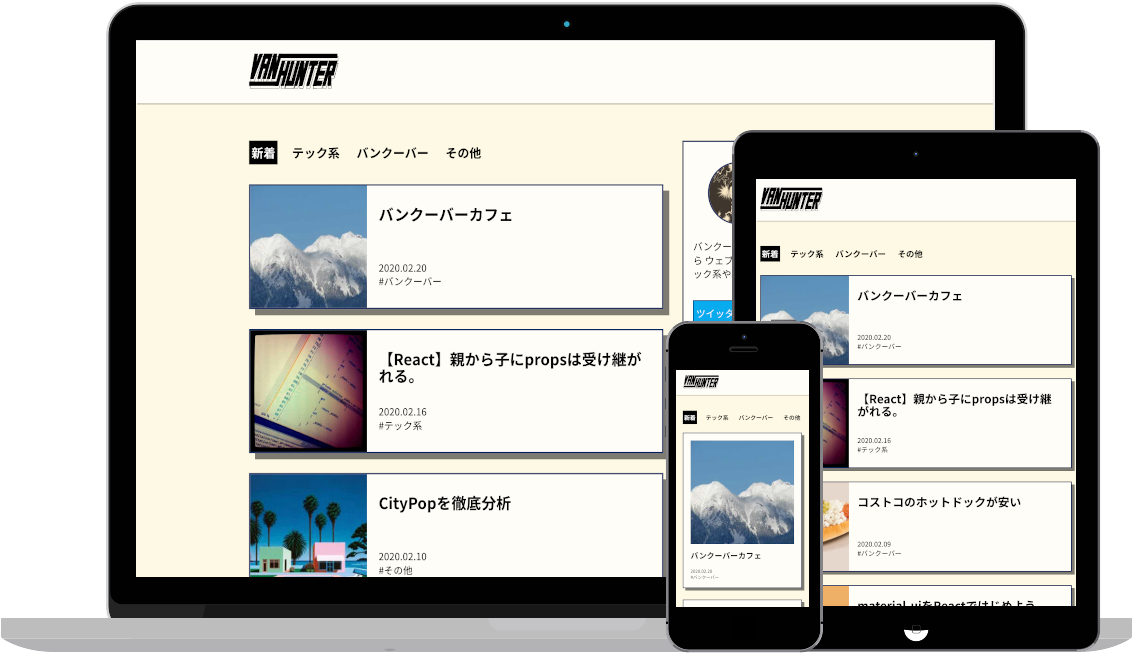 VANHUNTER
新着 テック系 バンクーバー その他
バンクーバーカフェ
2020.02.20
#バンクーバー
【React】親から子にpropsは受け継が
れる。
2020.02.16
#テック系
CityPopを徹底分析
2020.02.10
#その他
バンクー
ら ウェブ
ック系や
ツイッタ
VANHUNTER
新着 テック系 バンクーバー その他
バンクーバーカフェ
2020.02.20
#バンクーバー
【React】親から子にpropsは受け継
がれる。
2020.02.16
#テック系
コストコのホットドックが安い
2020.02.09
#バンクーバー
material-uiをReactではじめよう
VANHUNTER
新着 テック系 バンクーバー その他
バンクーバーカフェ
2020.02.20
#バンクーバー